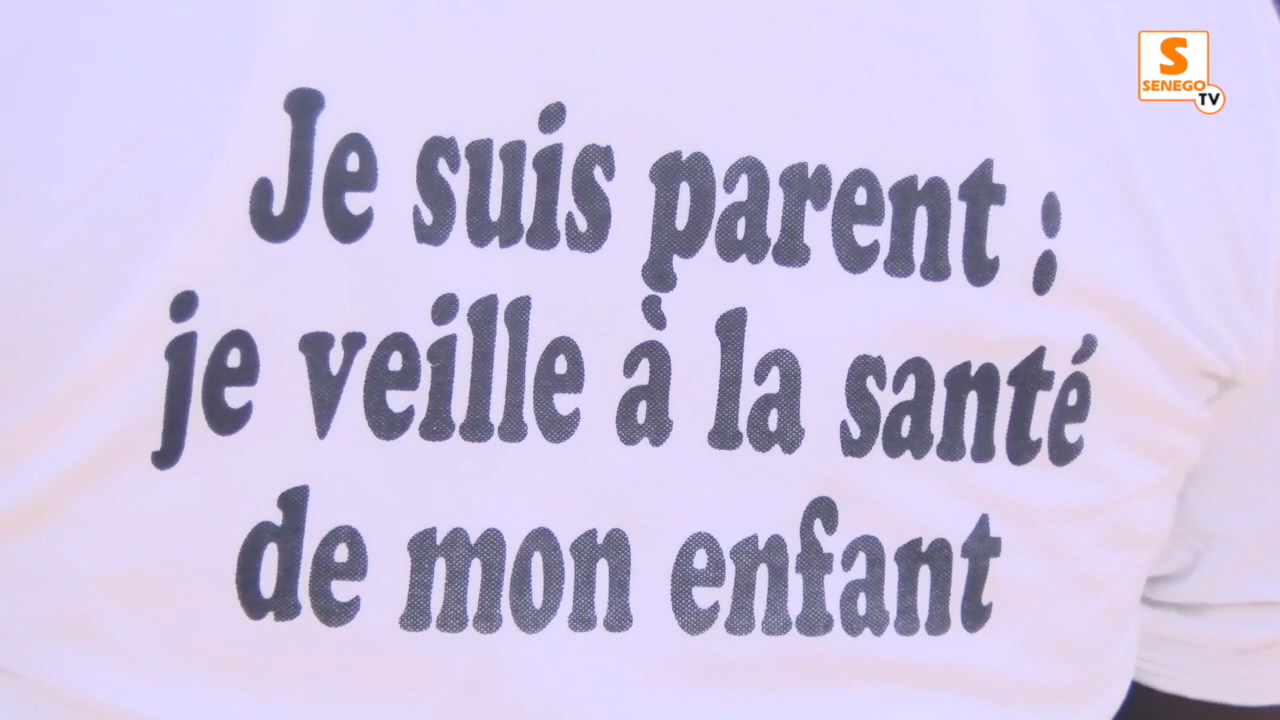 S
SENEGO
TV
Je suis parent :
je veille à la santé
de mon enfant